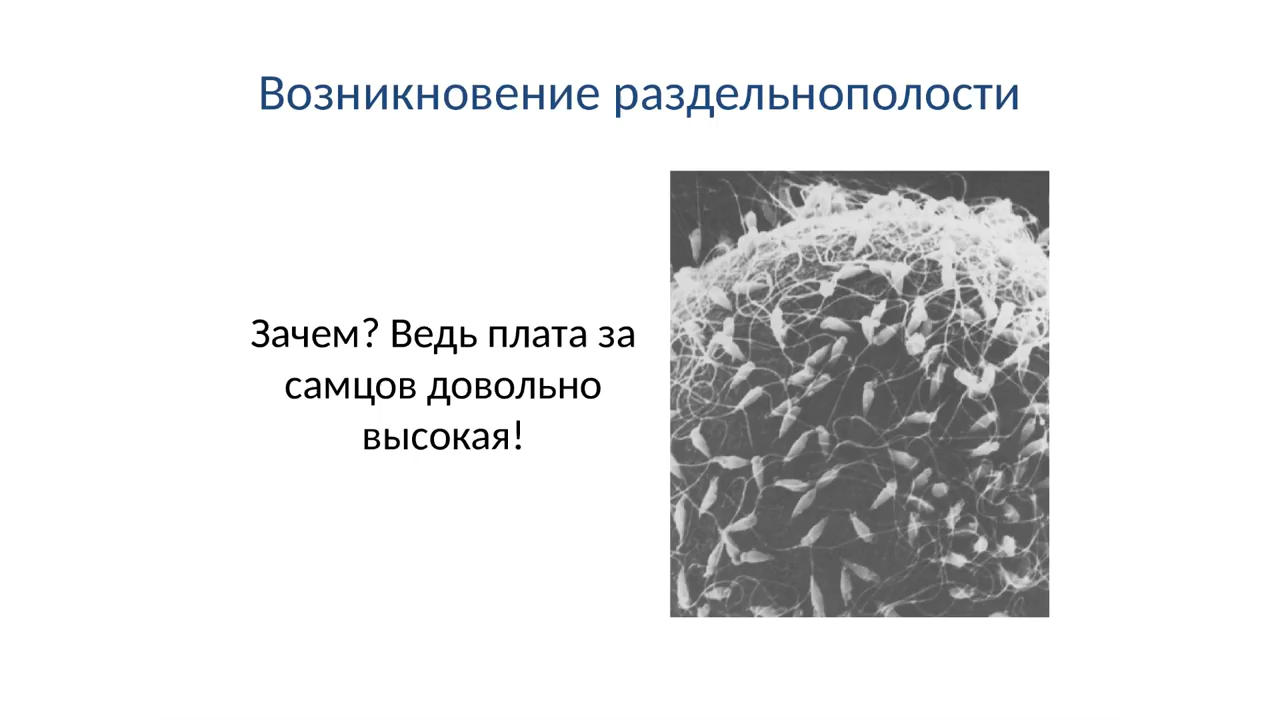 Возникновение раздельнополости
Зачем? Ведь плата за
самцов довольно
высокая!